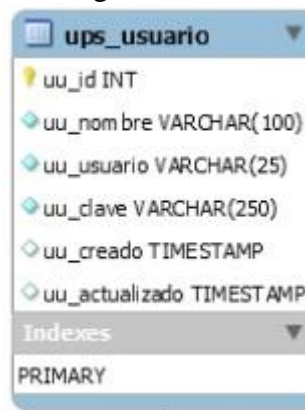 ups_usuario
uu_id INT
uu_nombre VARCHAR(100)
uu_usuario VARCHAR(25)
uu_clave VARCHAR(250)
uu_creado TIMESTAMP
uu_actualizado TIMESTAMP
Indexes
PRIMARY